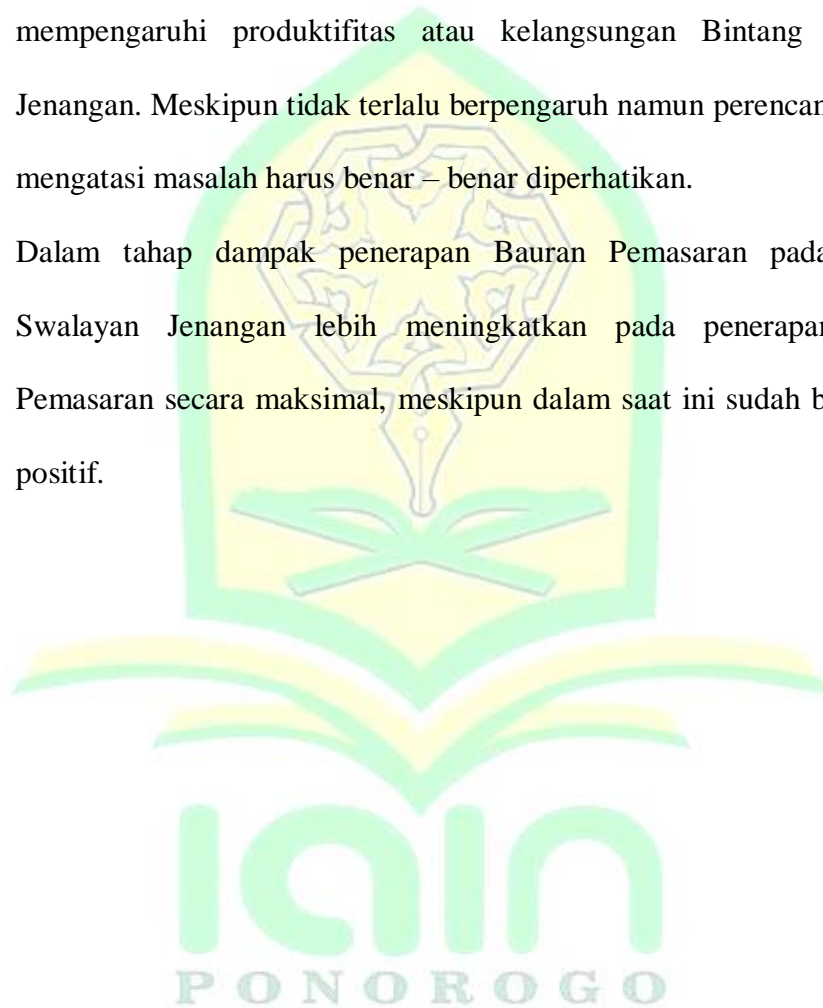 mempengaruhi produktifitas atau kelangsungan Bintang
Jenangan. Meskipun tidak terlalu berpengaruh namun perencan
mengatasi masalah harus benar – benar diperhatikan.
Dalam tahap dampak penerapan Bauran Pemasaran pada
Swalayan Jenangan lebih meningkatkan pada penerapan
Pemasaran secara maksimal, meskipun dalam saat ini sudah b
positif.
iain
PONOROGO